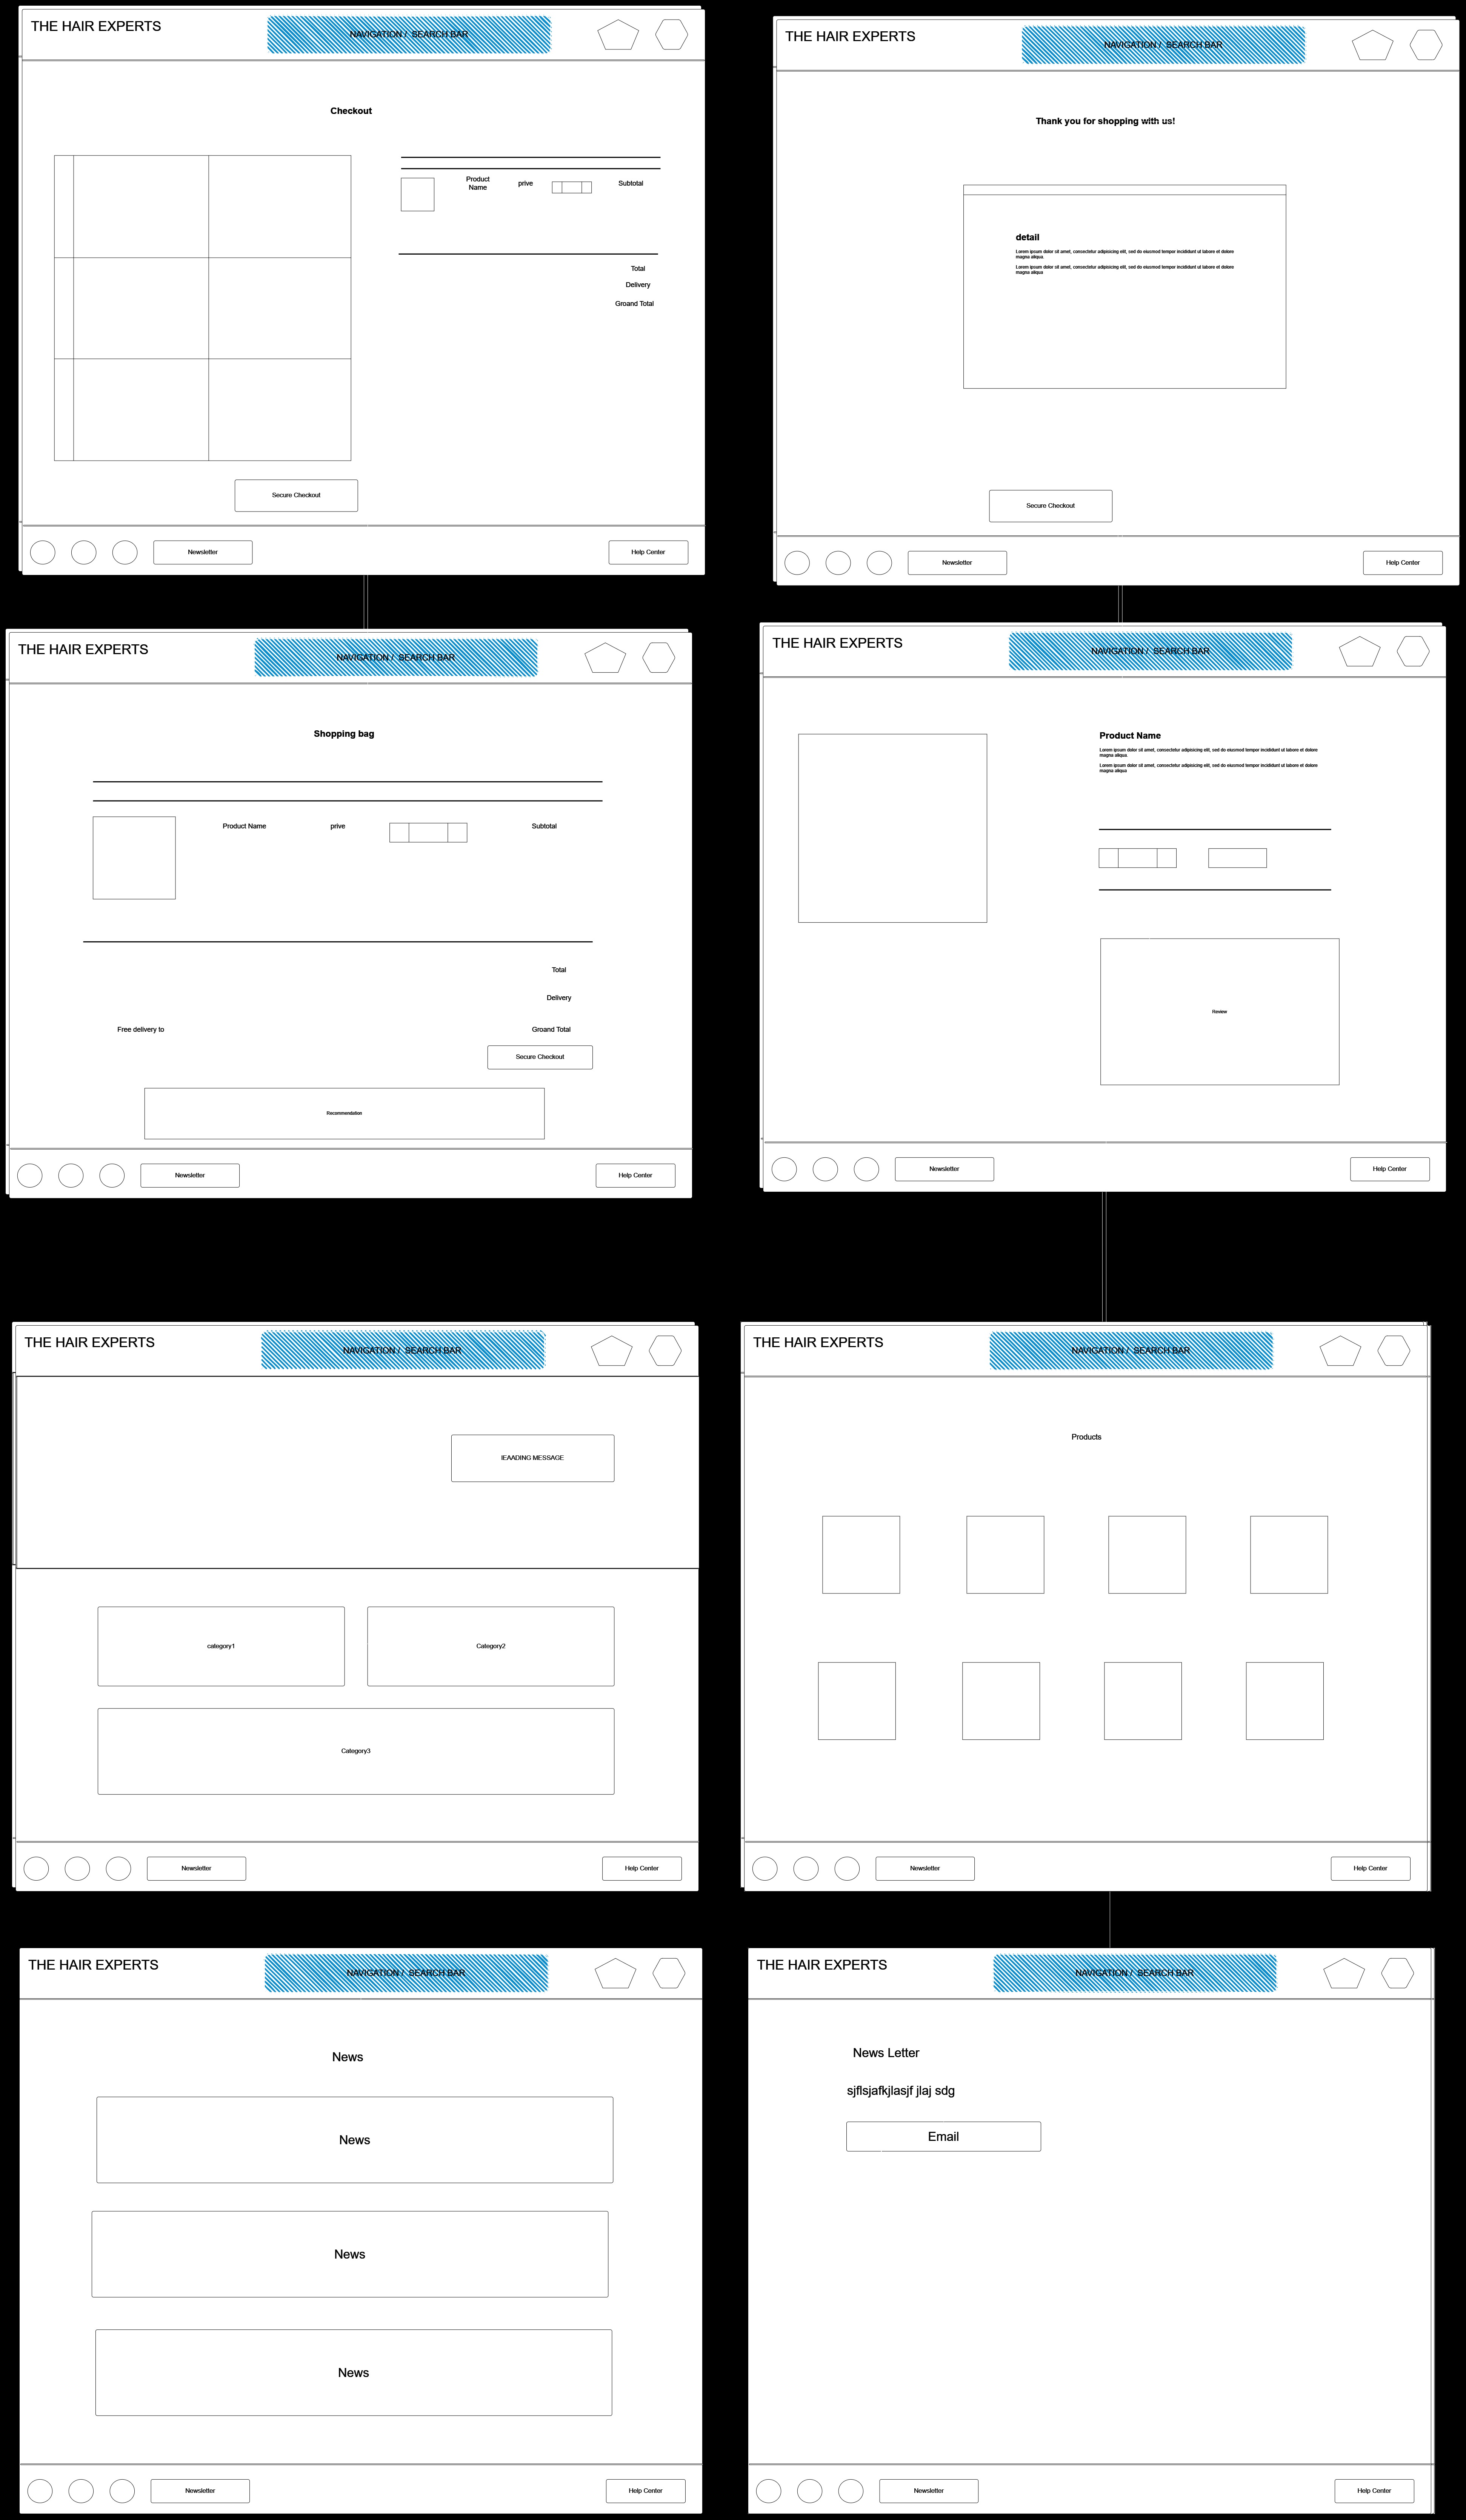 THE HAIR EXPERTS
NAVIGATION / SEARCH BAR
Checkout
Product
Name
prive
Subtotal
Total
Delivery
Groand Total
Secure Checkout
Newsletter
Help Center
THE HAIR EXPERTS
NAVIGATION / SEARCH BAR
Thank you for shopping with us!
detail
Lorem ipsum dolor sit amet, consectetur adipisicing elit, sed do eiusmod tempor incididunt ut labore et dolore
magna aliqua.
Lorem ipsum dolor sit amet, consectetur adipisicing elit, sed do eiusmod tempor incididunt ut labore et dolore
magna aliqua
Secure Checkout
Newsletter
Help Center
THE HAIR EXPERTS
NAVIGATION / SEARCH BAR
Shopping bag
Product Name
prive
Subtotal
Total
Delivery
Free delivery to
Groand Total
Secure Checkout
Recommendation
Newsletter
Help Center
THE HAIR EXPERTS
NAVIGATION / SEARCH BAR
Product Name
Lorem ipsum dolor sit amet, consectetur adipisicing elit, sed do eiusmod tempor incididunt ut labore et dolore
magna aliqua.
Lorem ipsum dolor sit amet, consectetur adipisicing elit, sed do eiusmod tempor incididunt ut labore et dolore
magna aliqua
Review
Newsletter
Help Center
THE HAIR EXPERTS
NAVIGATION / SEARCH BAR
IEAADING MESSAGE
category1
Category2
Category3
Newsletter
Help Center
THE HAIR EXPERTS
NAVIGATION / SEARCH BAR
Products
Newsletter
Help Center
THE HAIR EXPERTS
NAVIGATION / SEARCH BAR
News
News
News
News
Newsletter
Help Center
THE HAIR EXPERTS
NAVIGATION / SEARCH BAR
News Letter
sjflsjafkjlasjf jlaj sdg
Email
Newsletter
Help Center